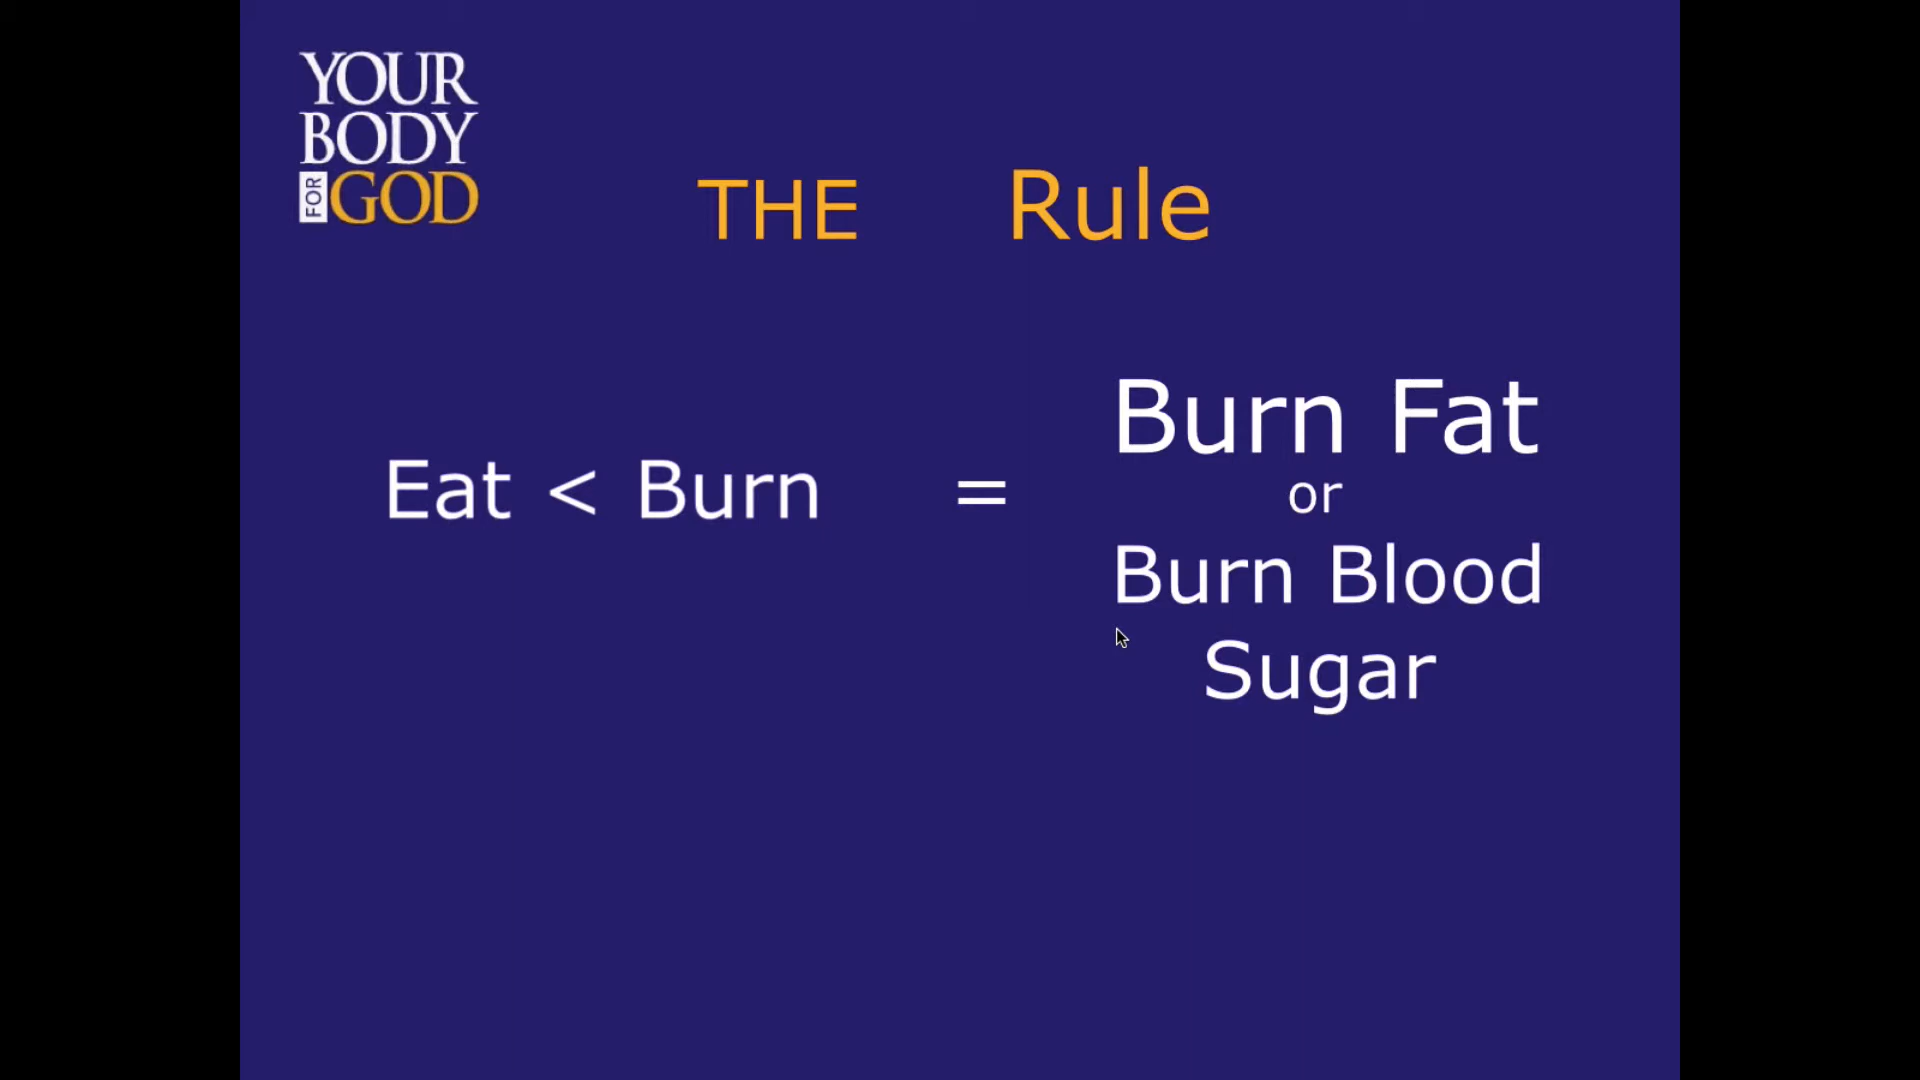 YOUR
BODY
FOR GOD
THE Rule
Burn Fat
Eat < Burn = or
Burn Blood
Sugar